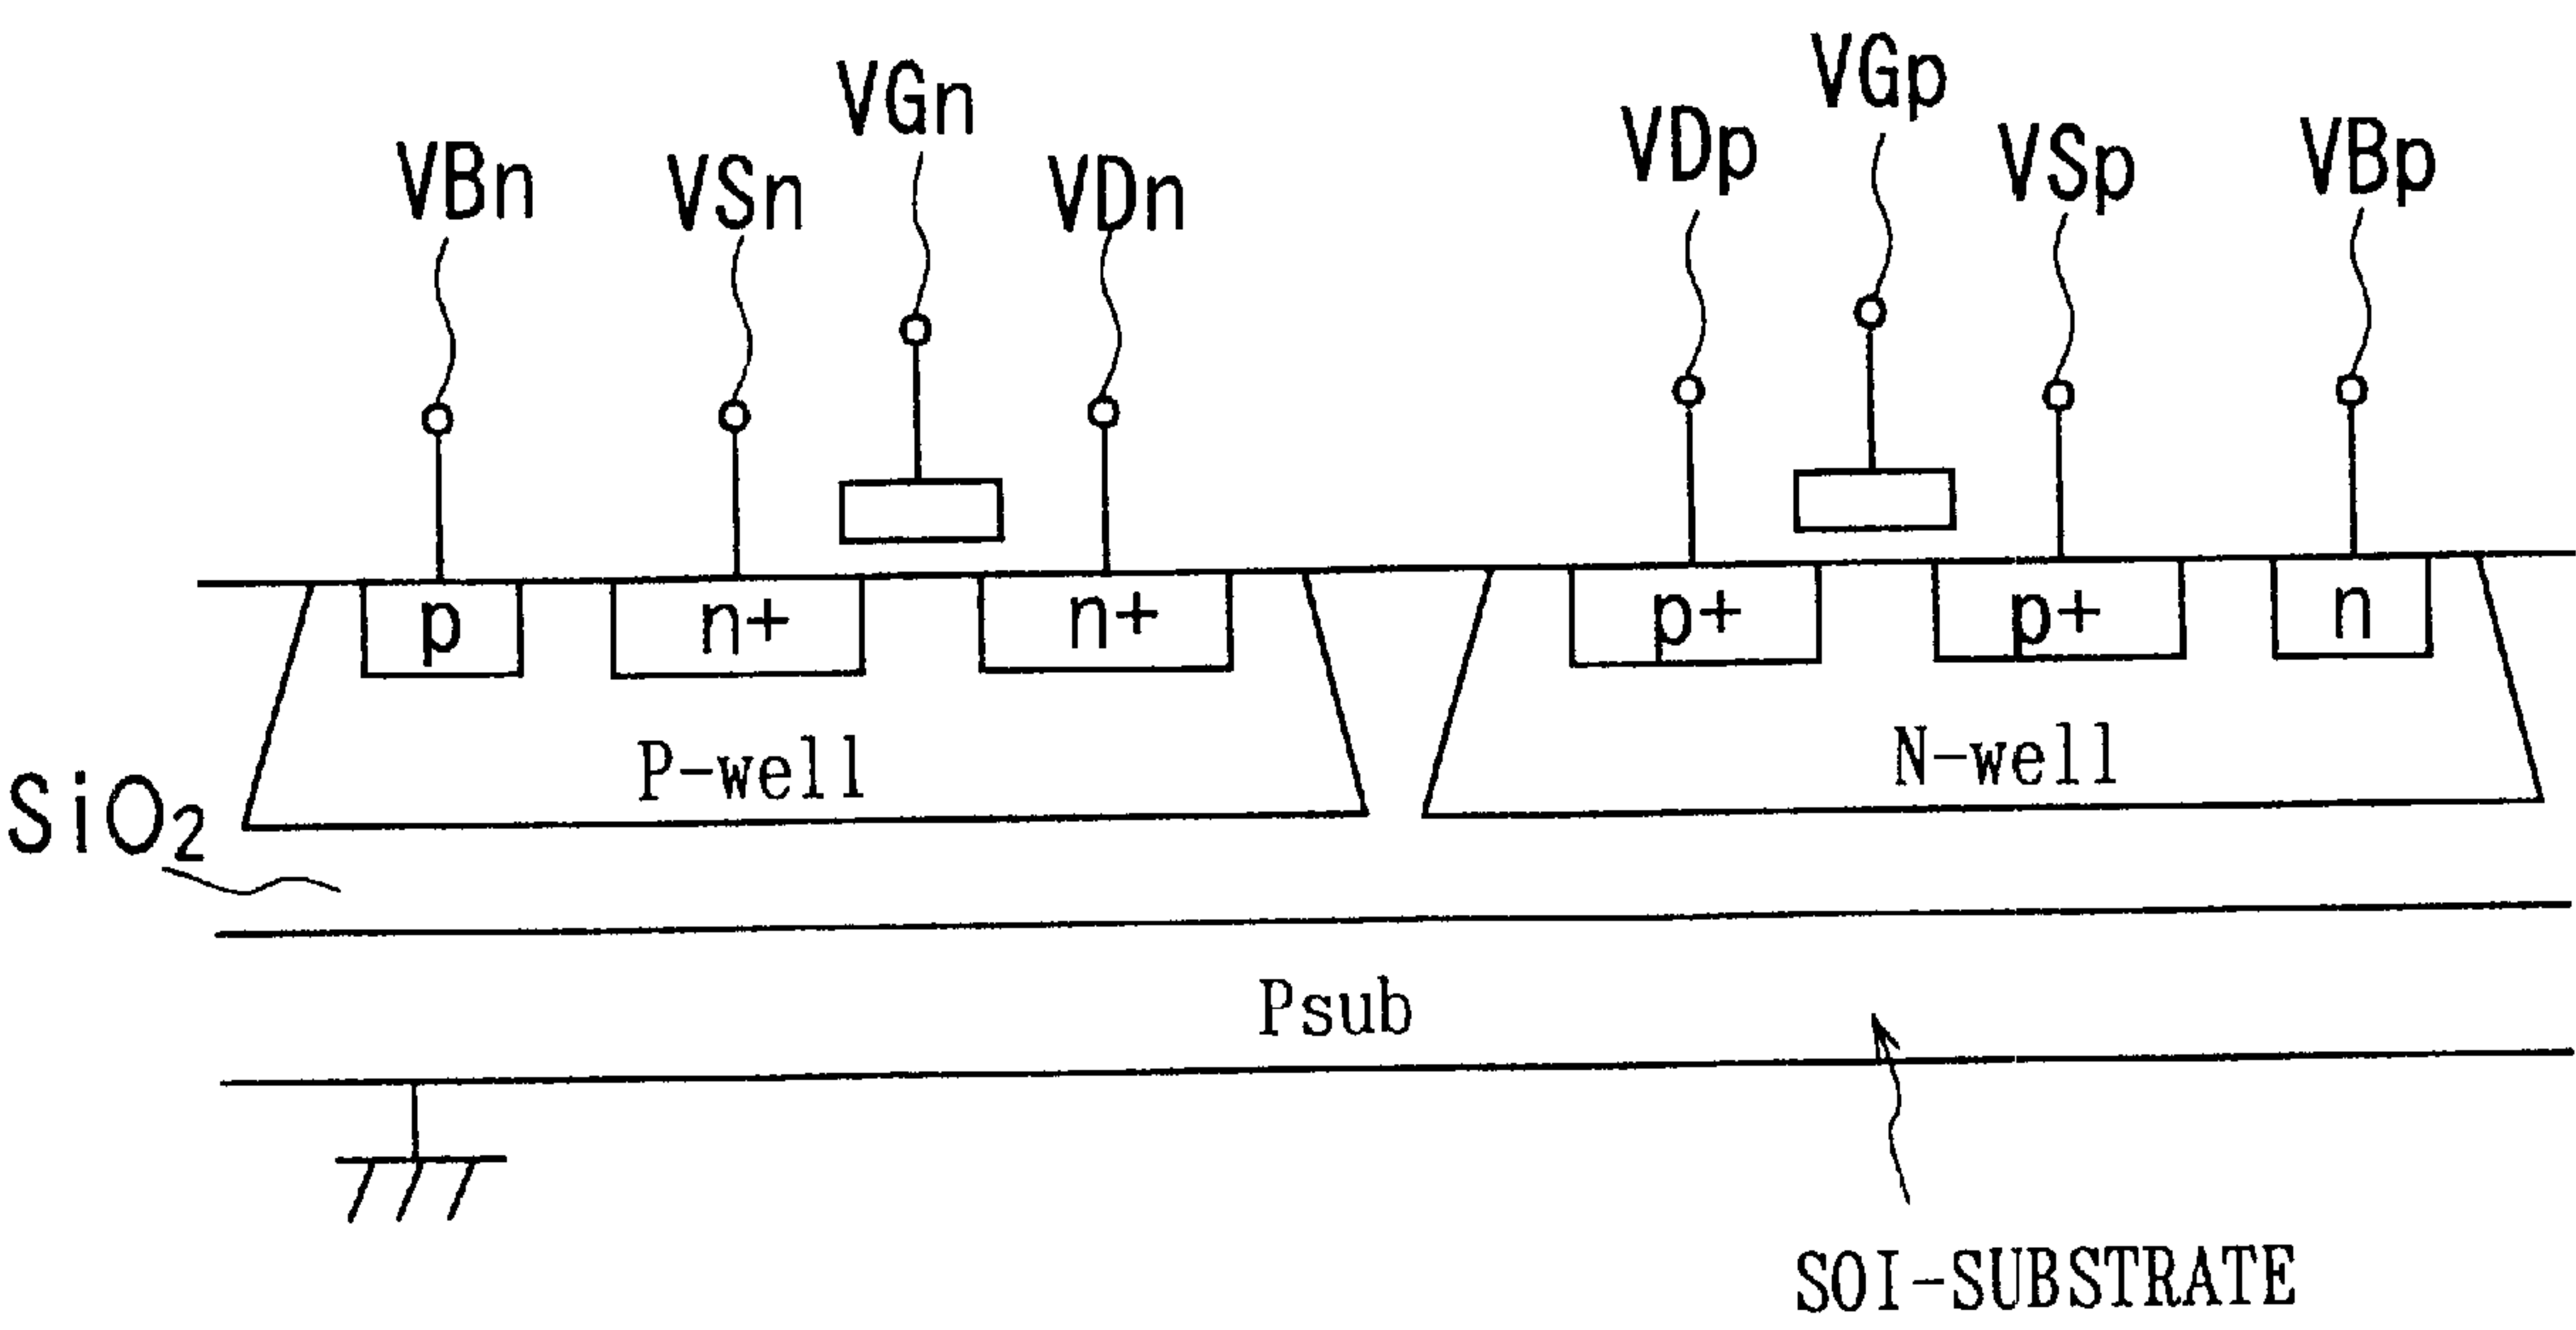 VBn
VSn
VGn
VDn
VDp
VGp
VSp
VBp
p
n+
n+
p+
p+
n
P-well
N-well
SiO₂
Psub
SOI-SUBSTRATE